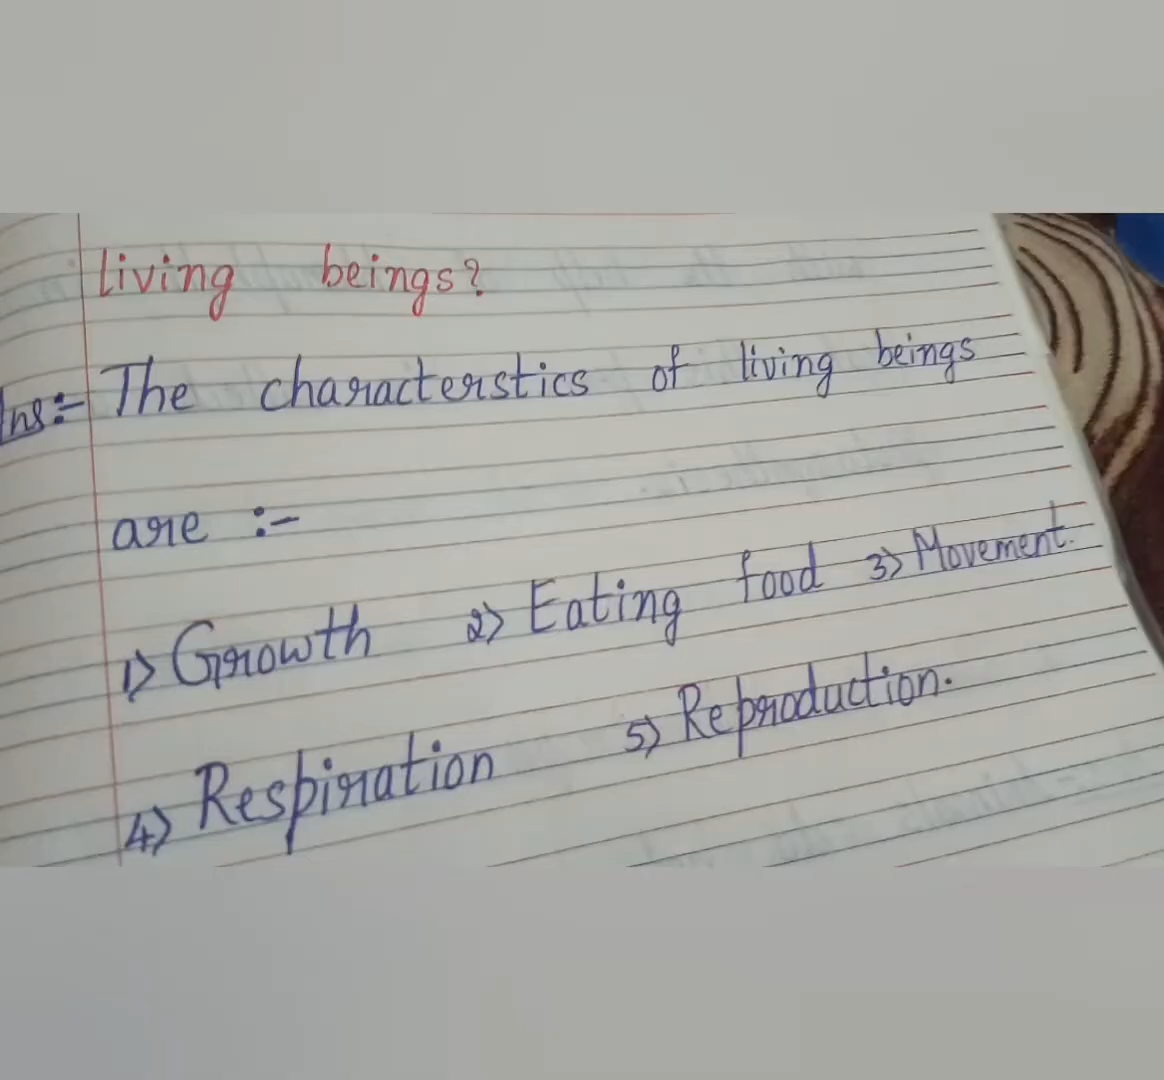 living beings?
Ans:- The characterstics of living beings
are :-
1) Growth 2) Eating food 3) Movement.
4) Respiration 5) Reproduction.